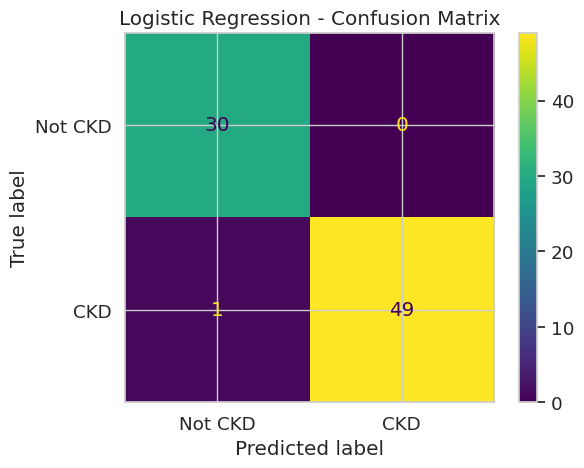 Logistic Regression - Confusion Matrix
True label
Not CKD
30
0
CKD
1
49
Not CKD
CKD
Predicted label
40
30
20
10
0